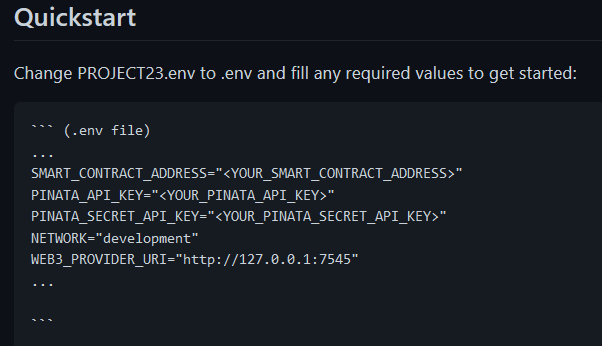 Quickstart
Change PROJECT23.env to .env and fill any required values to get started:
``` (.env file)
...
SMART_CONTRACT_ADDRESS="<YOUR_SMART_CONTRACT_ADDRESS>"
PINATA_API_KEY="<YOUR_PINATA_API_KEY>"
PINATA_SECRET_API_KEY="<YOUR_PINATA_SECRET_API_KEY>"
NETWORK="development"
WEB3_PROVIDER_URI="http://127.0.0.1:7545"
...
```